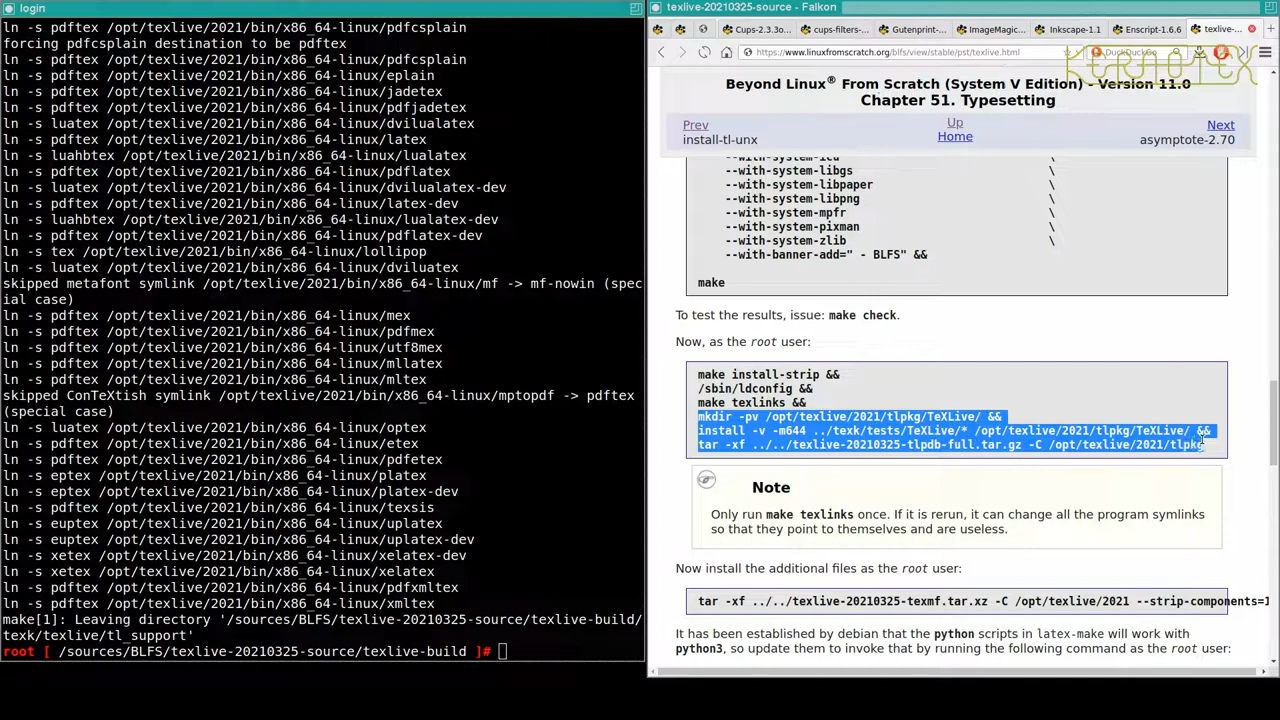 login
ln -s pdftex /opt/texlive/2021/bin/x86_64-linux/pdfcsplain
forcing pdfcsplain destination to be pdftex
ln -s pdftex /opt/texlive/2021/bin/x86_64-linux/pdfcsplain
ln -s pdftex /opt/texlive/2021/bin/x86_64-linux/eplain
ln -s pdftex /opt/texlive/2021/bin/x86_64-linux/jadetex
ln -s pdftex /opt/texlive/2021/bin/x86_64-linux/pdfjadetex
ln -s luatex /opt/texlive/2021/bin/x86_64-linux/dvilualatex
ln -s pdftex /opt/texlive/2021/bin/x86_64-linux/latex
ln -s luahbtex /opt/texlive/2021/bin/x86_64-linux/lualatex
ln -s pdftex /opt/texlive/2021/bin/x86_64-linux/pdflatex
ln -s luatex /opt/texlive/2021/bin/x86_64-linux/dvilualatex-dev
ln -s pdftex /opt/texlive/2021/bin/x86_64-linux/latex-dev
ln -s luahbtex /opt/texlive/2021/bin/x86_64-linux/lualatex-dev
ln -s pdftex /opt/texlive/2021/bin/x86_64-linux/pdflatex-dev
ln -s tex /opt/texlive/2021/bin/x86_64-linux/lollipop
ln -s luatex /opt/texlive/2021/bin/x86_64-linux/dviluatex
skipped metafont symlink /opt/texlive/2021/bin/x86_64-linux/mf -> mf-nowin (spec
ial case)
ln -s pdftex /opt/texlive/2021/bin/x86_64-linux/mex
ln -s pdftex /opt/texlive/2021/bin/x86_64-linux/pdfmex
ln -s pdftex /opt/texlive/2021/bin/x86_64-linux/utf8mex
ln -s pdftex /opt/texlive/2021/bin/x86_64-linux/mllatex
ln -s pdftex /opt/texlive/2021/bin/x86_64-linux/mltex
skipped ConTeXtish symlink /opt/texlive/2021/bin/x86_64-linux/mptopdf -> pdftex
(special case)
ln -s luatex /opt/texlive/2021/bin/x86_64-linux/optex
ln -s pdftex /opt/texlive/2021/bin/x86_64-linux/etex
ln -s pdftex /opt/texlive/2021/bin/x86_64-linux/pdfetex
ln -s eptex /opt/texlive/2021/bin/x86_64-linux/platex
ln -s eptex /opt/texlive/2021/bin/x86_64-linux/platex-dev
ln -s pdftex /opt/texlive/2021/bin/x86_64-linux/texsis
ln -s euptex /opt/texlive/2021/bin/x86_64-linux/uplatex
ln -s euptex /opt/texlive/2021/bin/x86_64-linux/uplatex-dev
ln -s xetex /opt/texlive/2021/bin/x86_64-linux/xelatex-dev
ln -s xetex /opt/texlive/2021/bin/x86_64-linux/xelatex
ln -s pdftex /opt/texlive/2021/bin/x86_64-linux/pdfxmltex
ln -s pdftex /opt/texlive/2021/bin/x86_64-linux/xmltex
make[1]: Leaving directory '/sources/BLFS/texlive-20210325-source/texlive-build/
texk/texlive/tl_support'
root [ /sources/BLFS/texlive-20210325-source/texlive-build ]#
texlive-20210325-source - Falkon
Cups-2.3.3o... cups-filters-... Gutenprint-... ImageMagic... Inkscape-1.1 Enscript-1.6.6 texlive-...
https://www.linuxfromscratch.org/blfs/view/stable/pst/texlive.html DuckDuckGo
KERNOTEX
Beyond Linux® From Scratch (System V Edition) - Version 11.0
Chapter 51. Typesetting
Prev Up Next
install-tl-unx Home asymptote-2.70
--with-system-icu \
--with-system-libgs \
--with-system-libpaper \
--with-system-libpng \
--with-system-mpfr \
--with-system-pixman \
--with-system-zlib \
--with-banner-add=" - BLFS" &&
make
To test the results, issue: make check.
Now, as the root user:
make install-strip &&
/sbin/ldconfig &&
make texlinks &&
mkdir -pv /opt/texlive/2021/tlpkg/TeXLive/ &&
install -v -m644 ../texk/tests/TeXLive/* /opt/texlive/2021/tlpkg/TeXLive/ &&
tar -xf ../../texlive-20210325-tlpdb-full.tar.gz -C /opt/texlive/2021/tlpkg
Note
Only run make texlinks once. If it is rerun, it can change all the program symlinks
so that they point to themselves and are useless.
Now install the additional files as the root user:
tar -xf ../../texlive-20210325-texmf.tar.xz -C /opt/texlive/2021 --strip-components=1
It has been established by debian that the python scripts in latex-make will work with
python3, so update them to invoke that by running the following command as the root user: